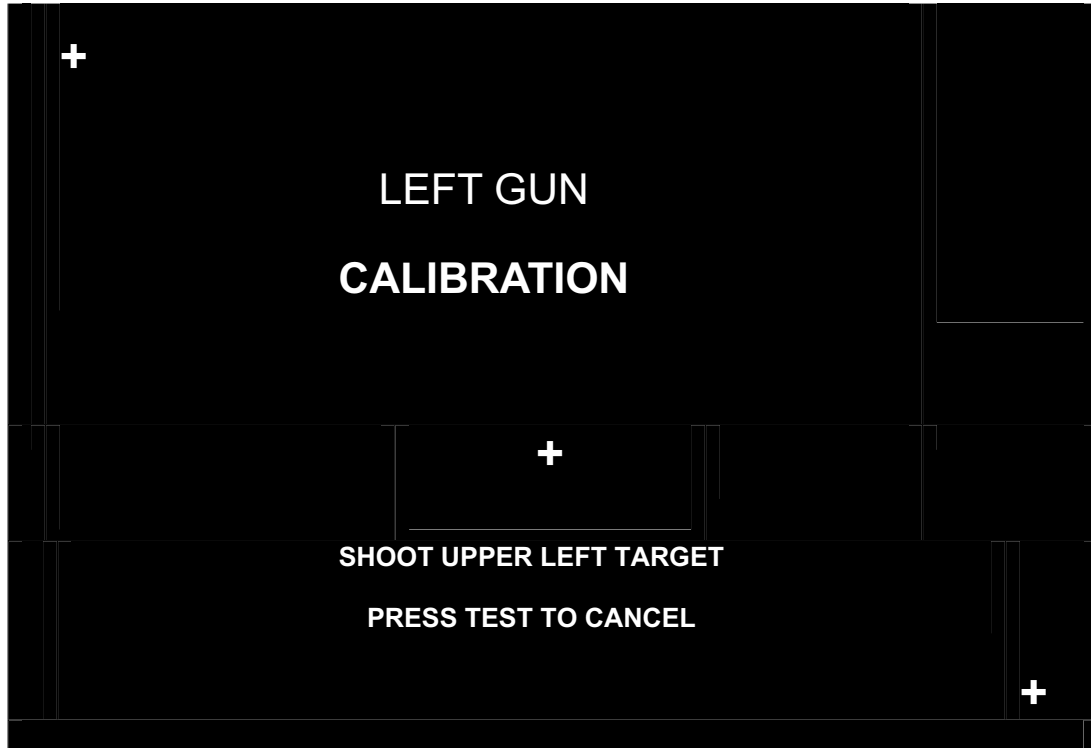 +
LEFT GUN
CALIBRATION
+
SHOOT UPPER LEFT TARGET
PRESS TEST TO CANCEL
+